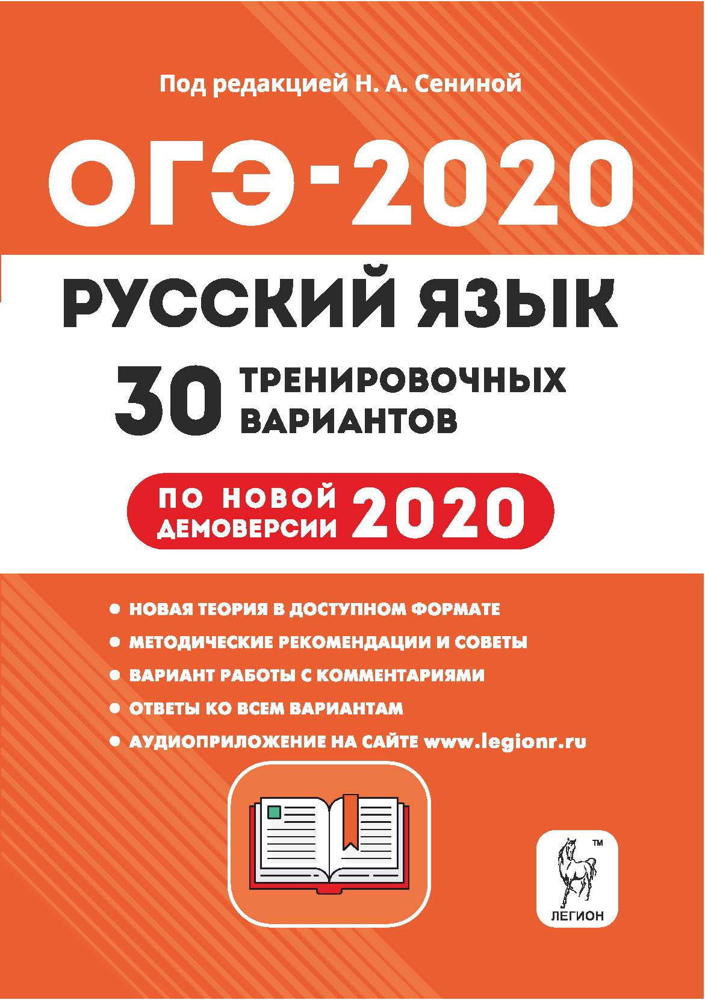 Под редакцией Н. А. Сениной
ОГЭ-2020
РУССКИЙ ЯЗЫК
30 ТРЕНИРОВОЧНЫХ
ВАРИАНТОВ
ПО НОВОЙ
ДЕМОВЕРСИИ 2020
• НОВАЯ ТЕОРИЯ В ДОСТУПНОМ ФОРМАТЕ
• МЕТОДИЧЕСКИЕ РЕКОМЕНДАЦИИ И СОВЕТЫ
• ВАРИАНТ РАБОТЫ С КОММЕНТАРИЯМИ
• ОТВЕТЫ КО ВСЕМ ВАРИАНТАМ
• АУДИОПРИЛОЖЕНИЕ НА САЙТЕ www.legionr.ru
TM
ЛЕГИОН